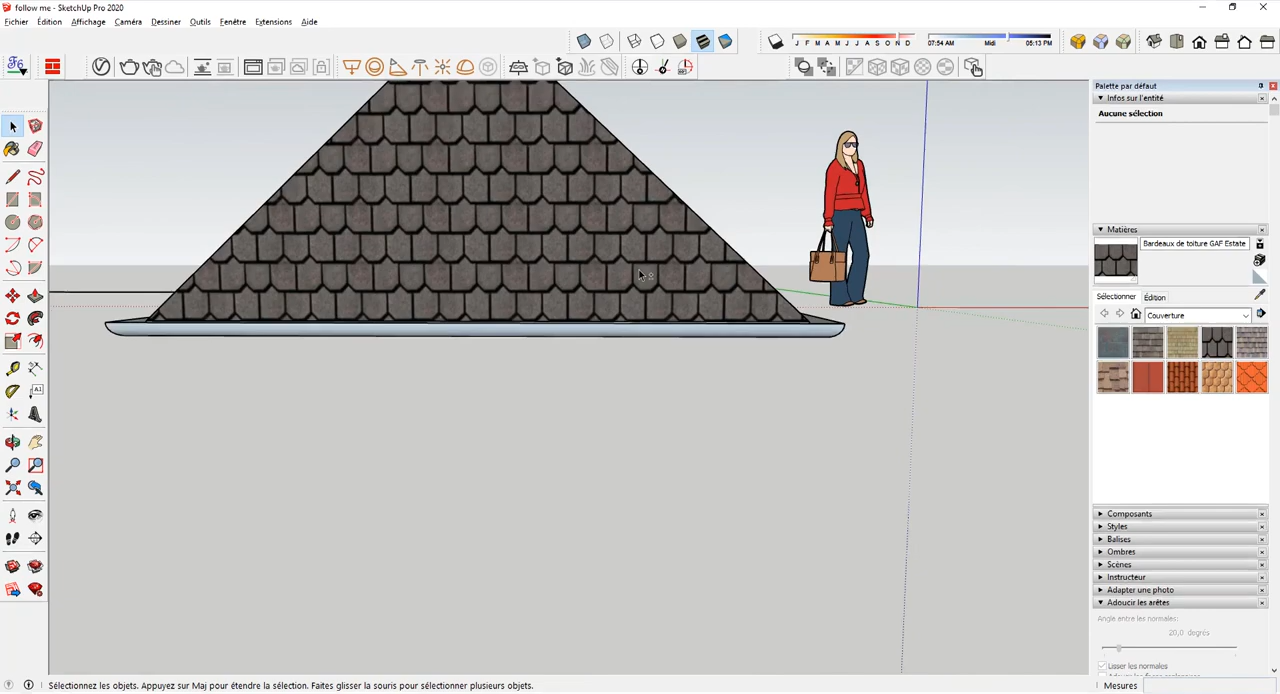 follow me - SketchUp Pro 2020
Fichier Édition Affichage Caméra Dessiner Outils Fenêtre Extensions Aide
J F M A M J J A S O N D 07:54 AM Midi 05:13 PM
Palette par défaut
Infos sur l'entité
Aucune sélection
Matières
Bardeaux de toiture GAF Estate
Sélectionner Édition
Couverture
Composants
Styles
Balises
Ombres
Scènes
Instructeur
Adapter une photo
Adoucir les arêtes
Angle entre les normales:
20,0 degrés
Lisser les normales
Sélectionnez les objets. Appuyez sur Maj pour étendre la sélection. Faites glisser la souris pour sélectionner plusieurs objets.
Mesures